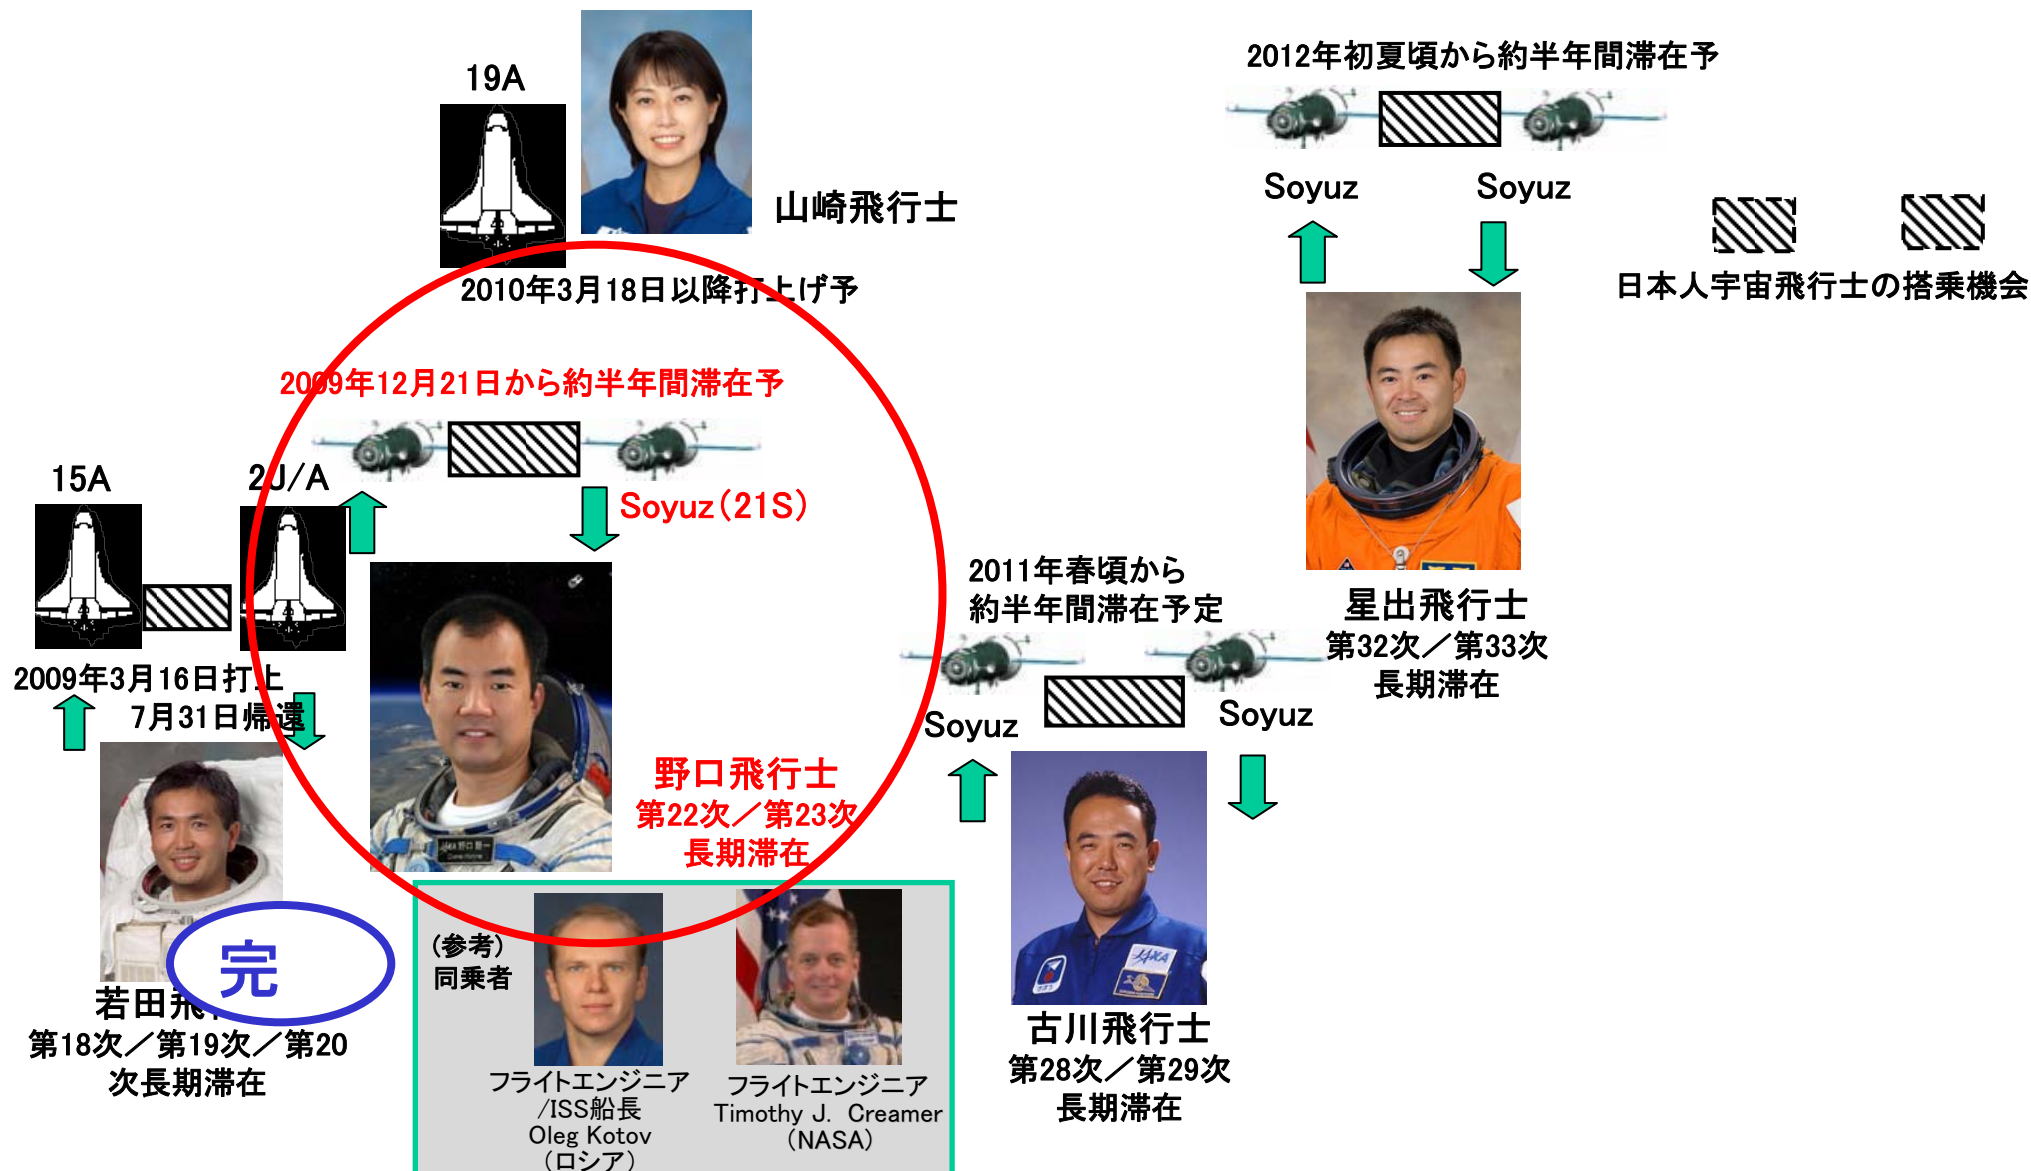 19A
山崎飛行士
2010年3月18日以降打上げ予
2012年初夏頃から約半年間滞在予
Soyuz
Soyuz
日本人宇宙飛行士の搭乗機会
星出飛行士
第32次／第33次
長期滞在
2009年12月21日から約半年間滞在予
Soyuz(21S)
15A
2J/A
2009年3月16日打上
7月31日帰還
野口飛行士
第22次／第23次
長期滞在
完
若田飛
第18次／第19次／第20
次長期滞在
(参考)
同乗者
フライトエンジニア
/ISS船長
Oleg Kotov
(ロシア)
フライトエンジニア
Timothy J. Creamer
(NASA)
2011年春頃から
約半年間滞在予定
Soyuz
Soyuz
古川飛行士
第28次／第29次
長期滞在